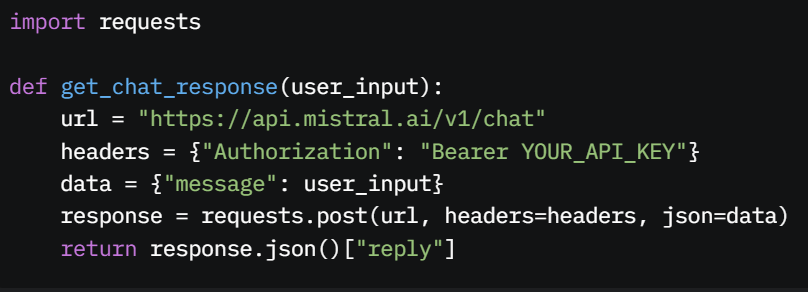 import requests
def get_chat_response(user_input):
    url = "https://api.mistral.ai/v1/chat"
    headers = {"Authorization": "Bearer YOUR_API_KEY"}
    data = {"message": user_input}
    response = requests.post(url, headers=headers, json=data)
    return response.json()["reply"]